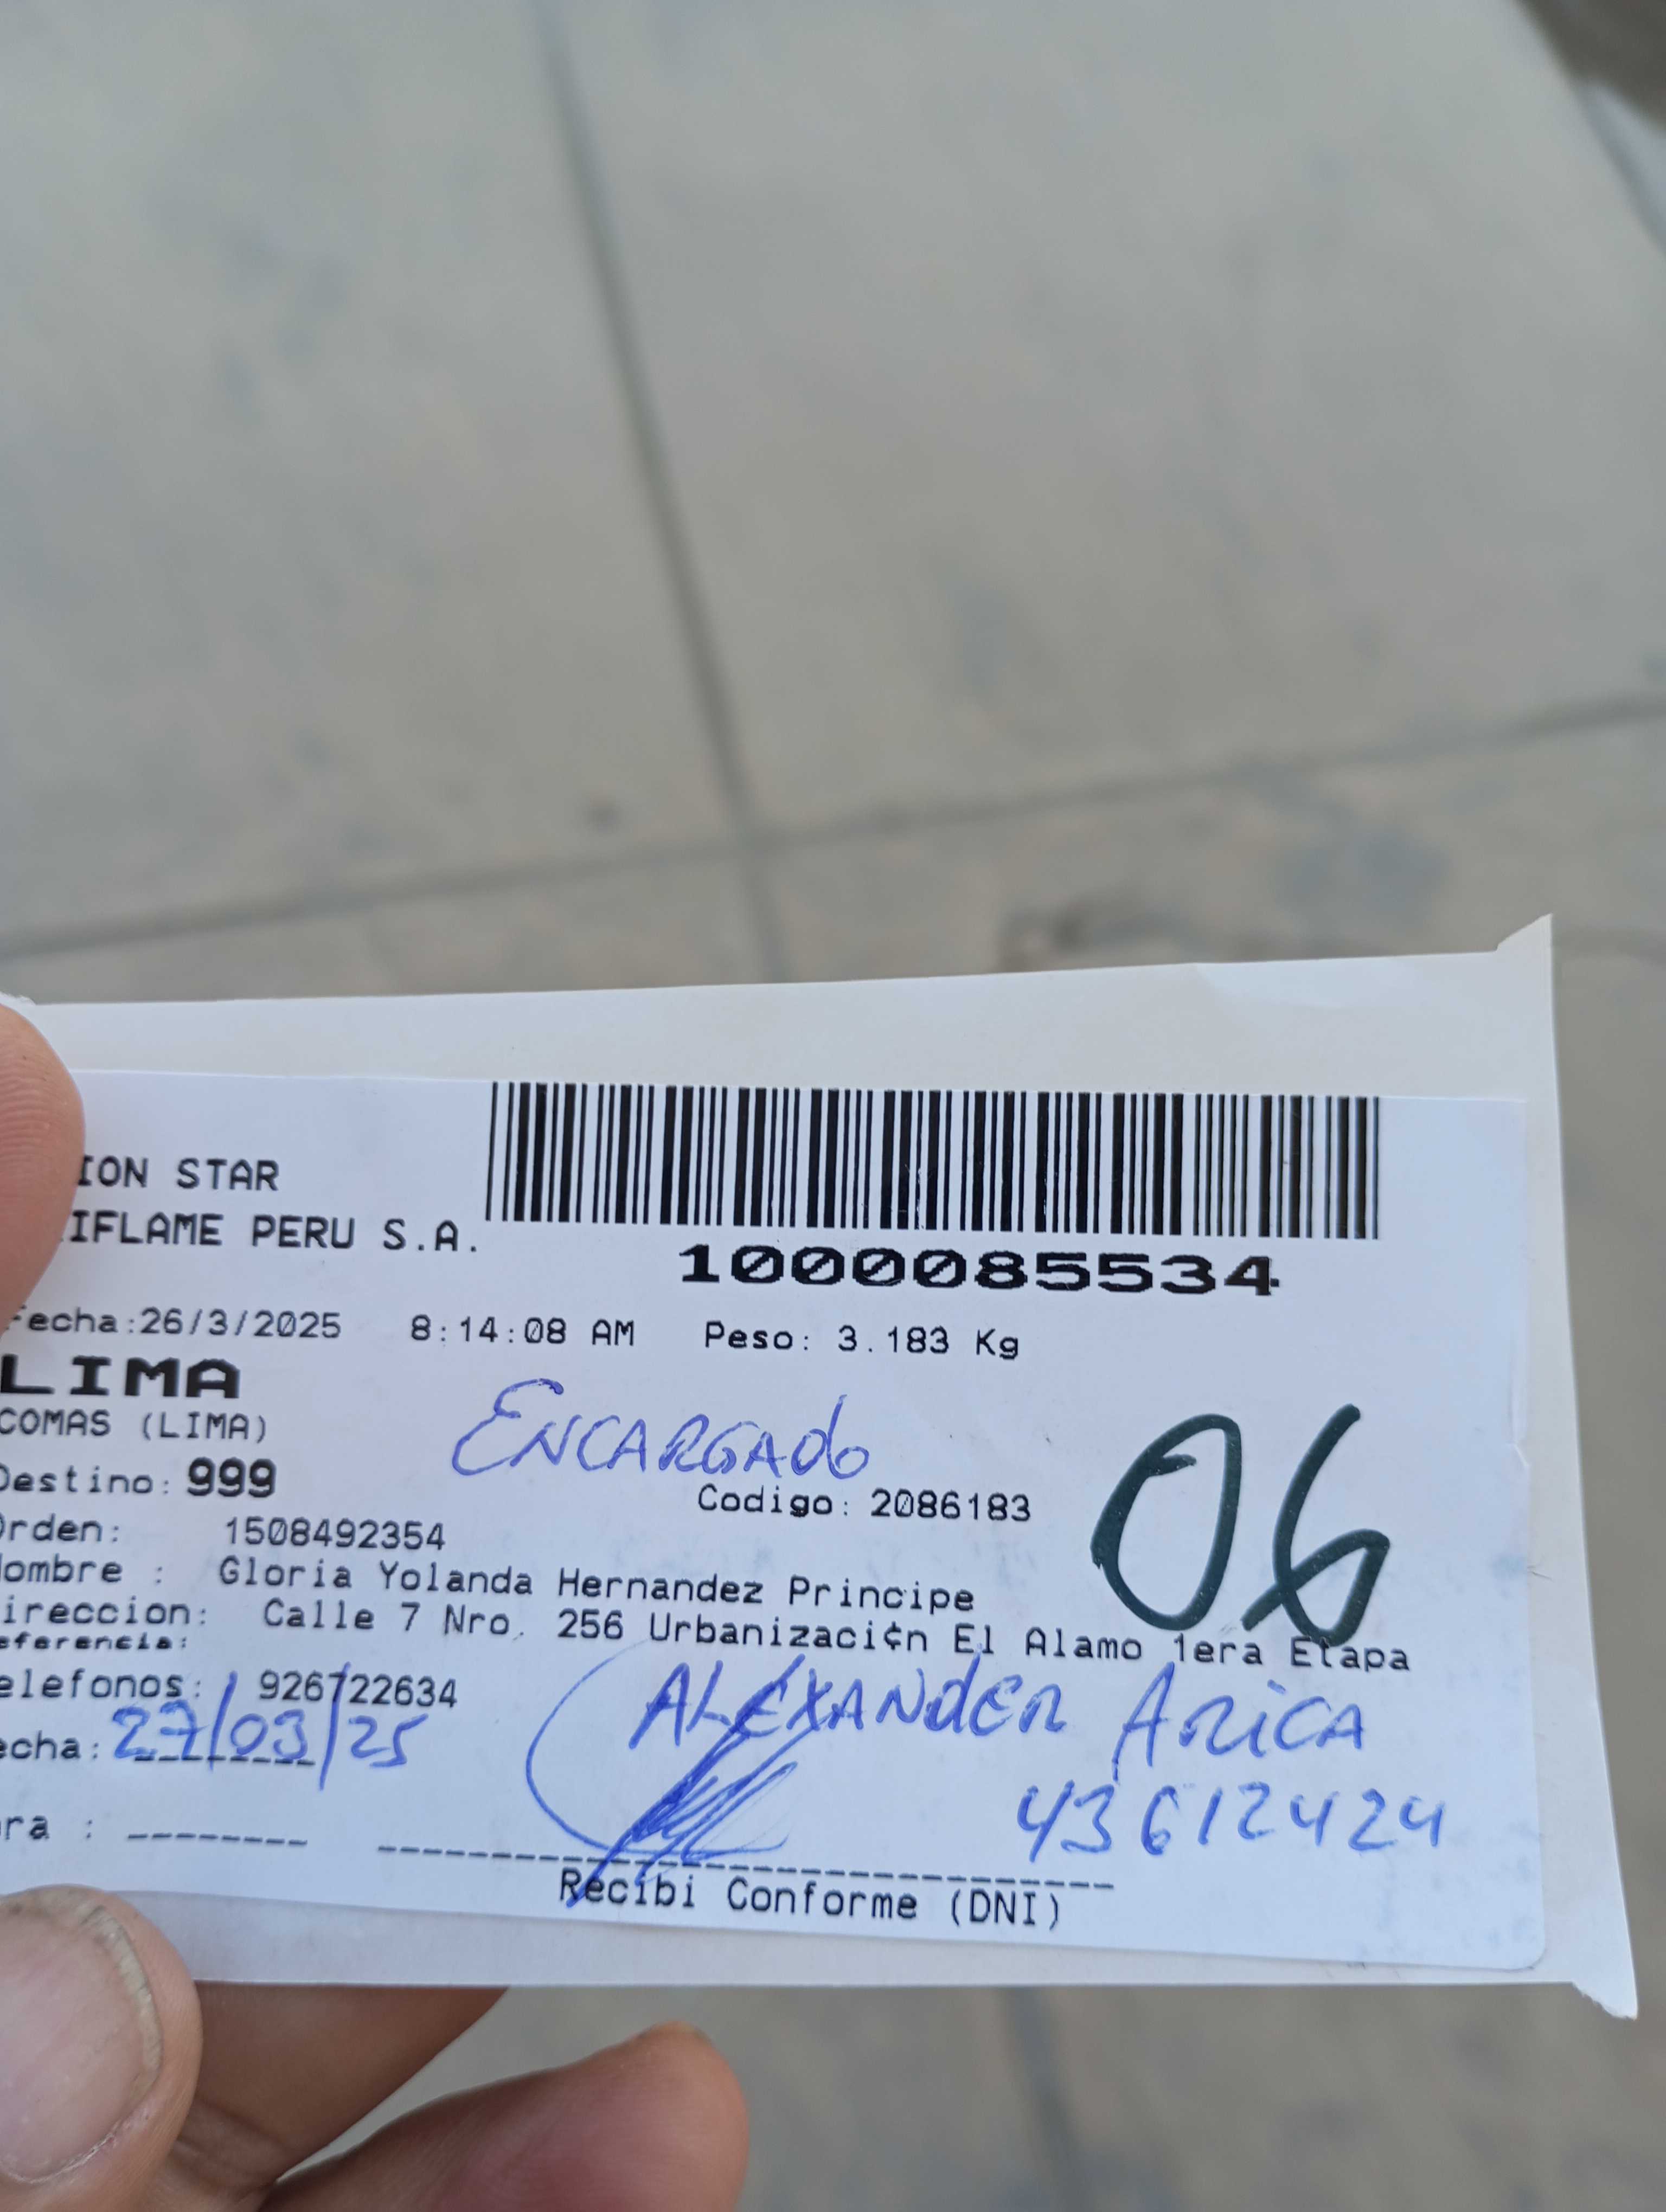 ION STAR
IFLAME PERU S.A.
1000085534
Fecha:26/3/2025 8:14:08 AM Peso: 3.183 Kg
LIMA
COMAS (LIMA)
ENCARGAdo
06
Destino: 999
Codigo: 2086183
Orden: 1508492354
Nombre : Gloria Yolanda Hernandez Principe
ireccion: Calle 7 Nro. 256 Urbanizaci¢n El Alamo 1era Etapa
eferencia:
elefonos: 926722634
echa: 27/03/25
ALEXANdER ARiCA
43612424
ra :
Recibi Conforme (DNI)